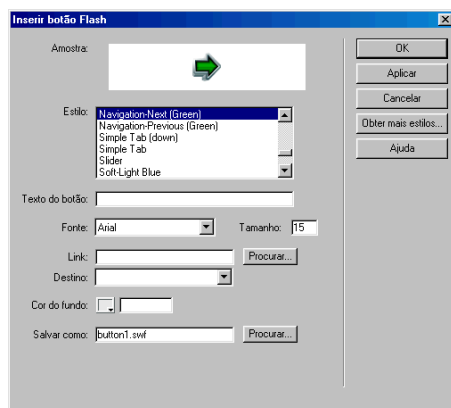 Inserir botão Flash
Amostra:
Estilo:
Navigation-Next (Green)
Navigation-Previous (Green)
Simple Tab (down)
Simple Tab
Slider
Soft-Light Blue
Texto do botão:
Fonte: Arial Tamanho: 15
Link: Procurar...
Destino:
Cor do fundo:
Salvar como: button1.swf Procurar...
OK
Aplicar
Cancelar
Obter mais estilos...
Ajuda